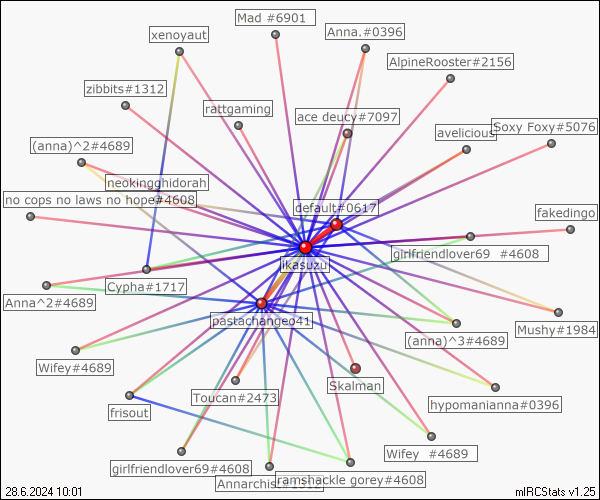 Mad #6901
Anna.#0396
xenoyaut
AlpineRooster#2156
zibbits#1312
rattgaming
ace deucy#7097
Soxy Foxy#5076
avelicious
(anna)^2#4689
neokingghidorah
no cops no laws no hope#4608
default#0617
fakedingo
girlfriendlover69 #4608
ikasuzu
Cypha#1717
Anna^2#4689
pastachangeo41
Mushy#1984
(anna)^3#4689
Wifey#4689
Skalman
Toucan#2473
hypomanianna#0396
frisout
Wifey #4689
girlfriendlover69#4608
ramshackle gorey#4608
Annarchist#1312
28.6.2024 10:01
mIRCStats v1.25